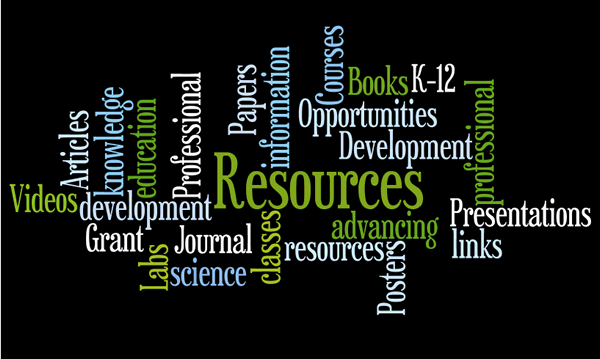 Courses
Books
K-12
Papers
information
Opportunities
professional
Professional
knowledge
education
Articles
Development
Resources
Videos
development
advancing
Presentations
Grant
Journal
classes
resources
links
Labs
science
Posters